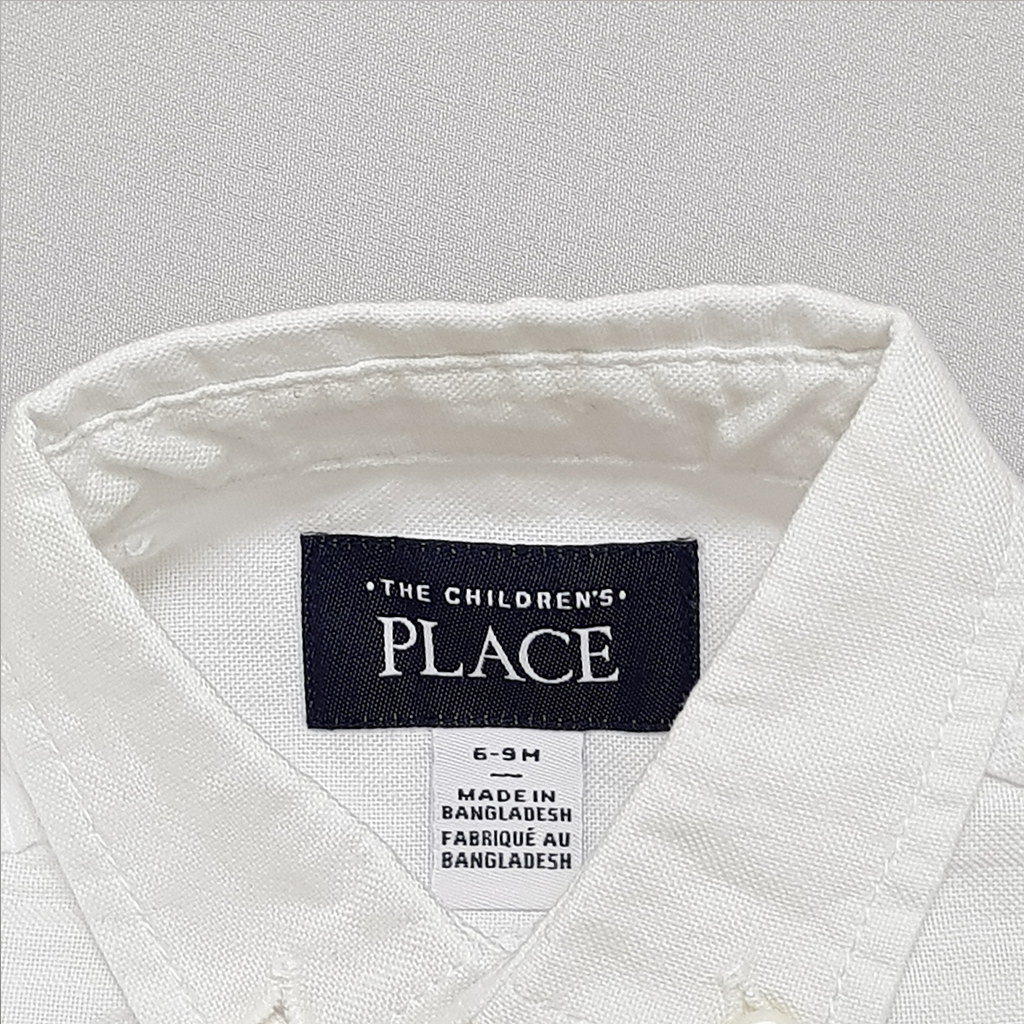 •THE CHILDREN'S•
PLACE
6-9M
—
MADE IN
BANGLADESH
FABRIQUÉ AU
BANGLADESH